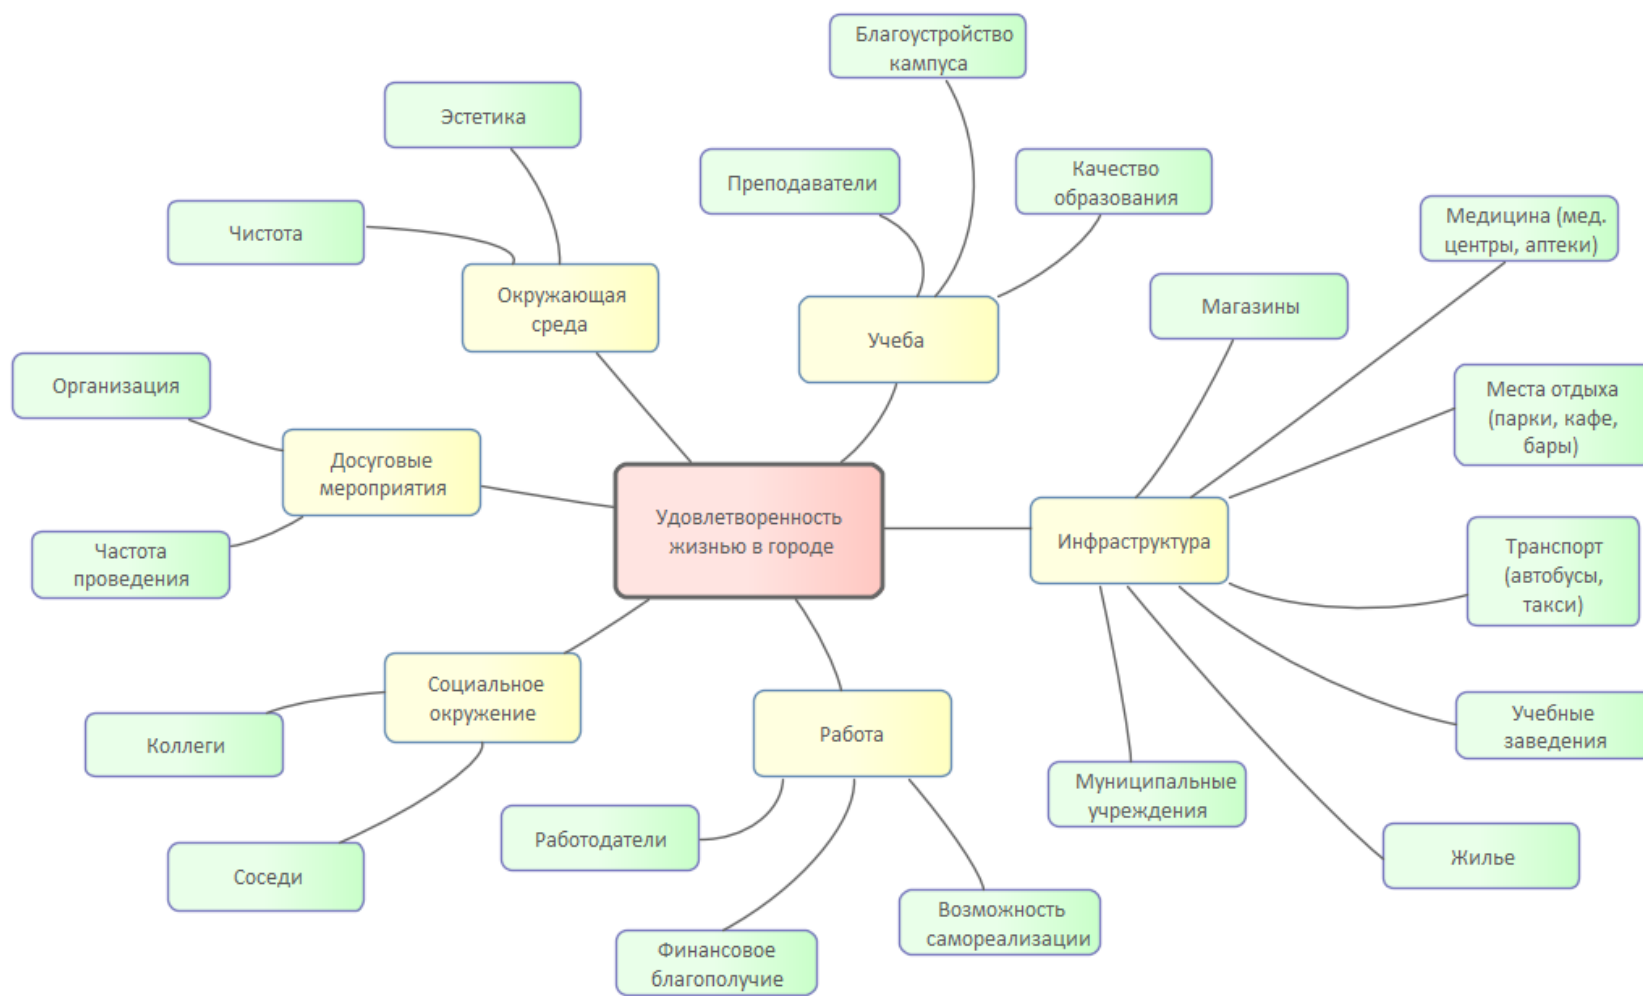 Благоустройство
кампуса
Эстетика
Преподаватели
Качество
образования
Чистота
Медицина (мед.
центры, аптеки)
Окружающая
среда
Магазины
Учеба
Организация
Места отдыха
(парки, кафе,
бары)
Досуговые
мероприятия
Удовлетворенность
жизнью в городе
Инфраструктура
Частота
проведения
Транспорт
(автобусы,
такси)
Социальное
окружение
Коллеги
Работа
Учебные
заведения
Муниципальные
учреждения
Работодатели
Жилье
Соседи
Возможность
самореализации
Финансовое
благополучие